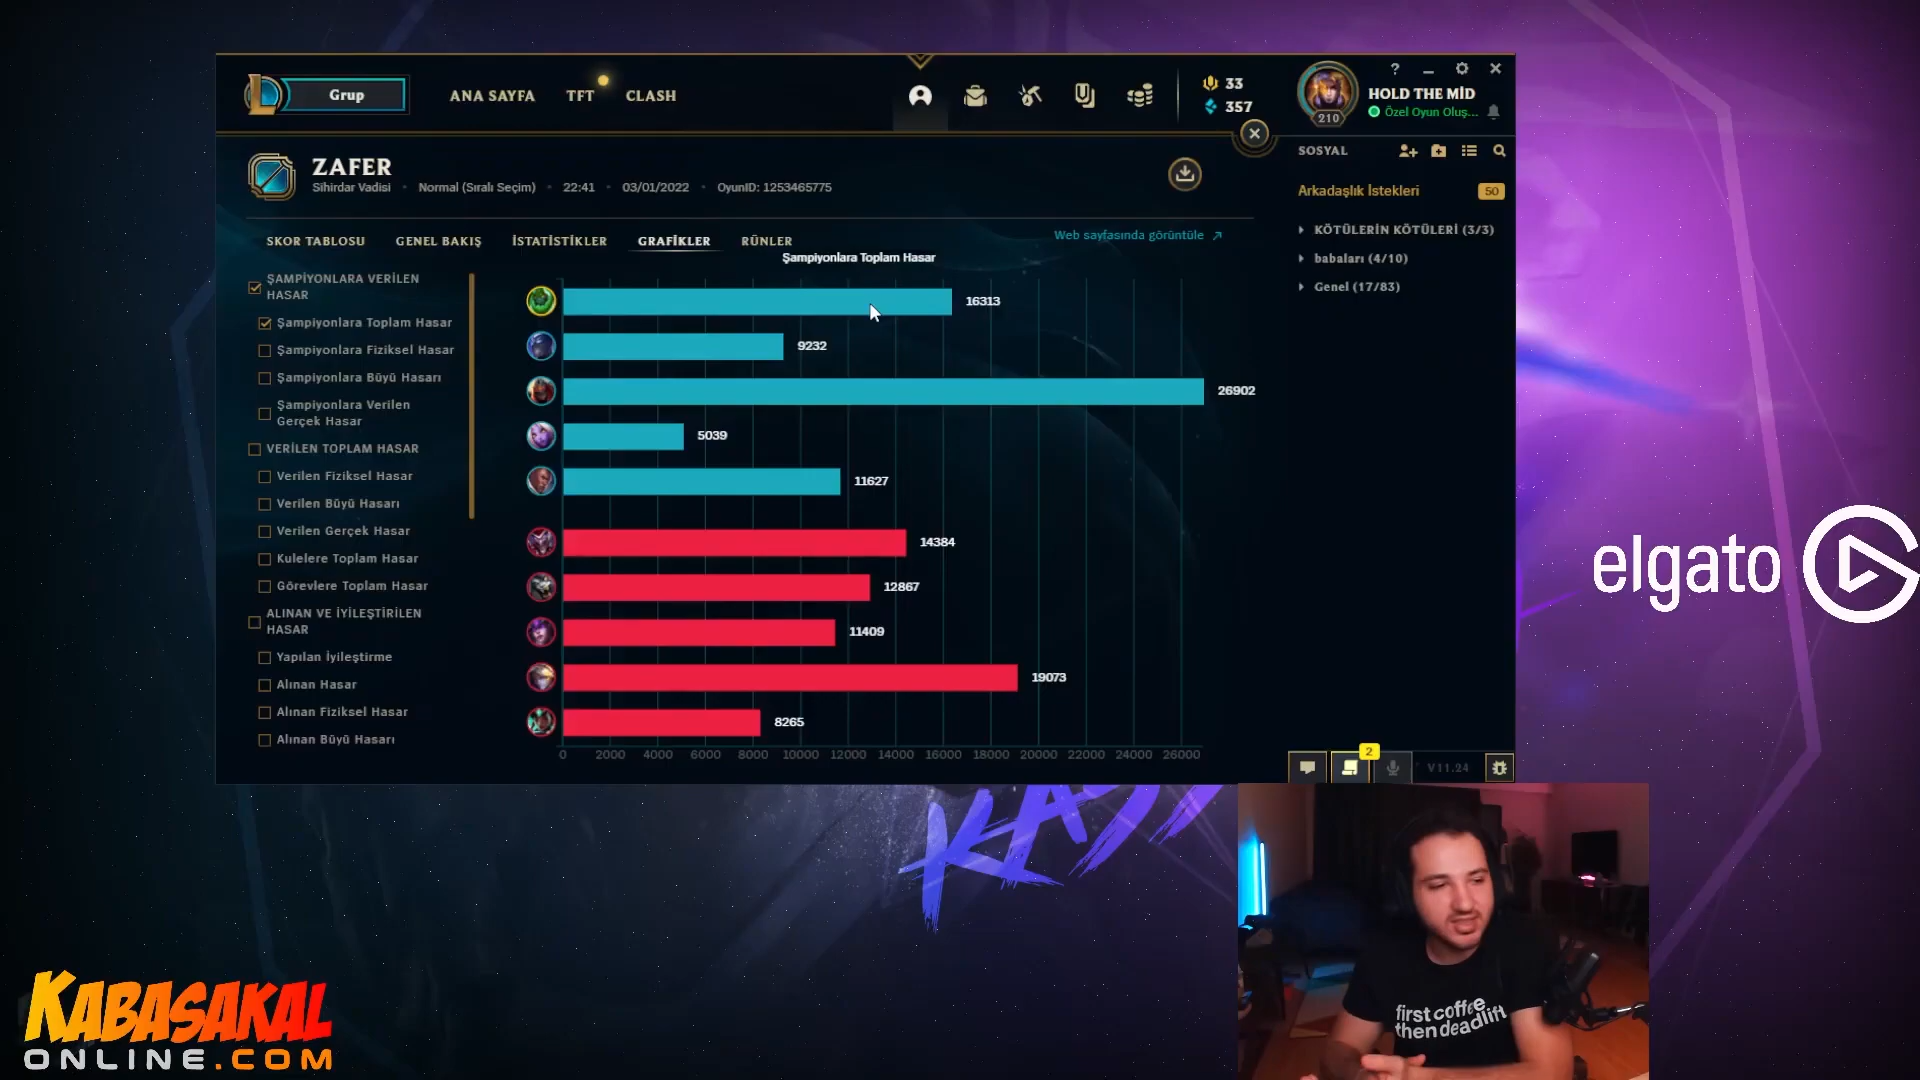 Grup
ANA SAYFA
TFT
CLASH
33
357
210
HOLD THE MİD
Özel Oyun Oluş...
ZAFER
Sihirdar Vadisi • Normal (Sıralı Seçim) • 22:41 • 03/01/2022 • OyunID: 1253465775
SOSYAL
Arkadaşlık İstekleri
50
KÖTÜLERİN KÖTÜLERİ (3/3)
babaları (4/10)
Genel (17/83)
SKOR TABLOSU
GENEL BAKIŞ
İSTATİSTİKLER
GRAFİKLER
RÜNLER
Web sayfasında görüntüle
Şampiyonlara Toplam Hasar
ŞAMPİYONLARA VERİLEN
HASAR
Şampiyonlara Toplam Hasar
Şampiyonlara Fiziksel Hasar
Şampiyonlara Büyü Hasarı
Şampiyonlara Verilen
Gerçek Hasar
VERİLEN TOPLAM HASAR
Verilen Fiziksel Hasar
Verilen Büyü Hasarı
Verilen Gerçek Hasar
Kulelere Toplam Hasar
Görevlere Toplam Hasar
ALINAN VE İYİLEŞTİRİLEN
HASAR
Yapılan İyileştirme
Alınan Hasar
Alınan Fiziksel Hasar
Alınan Büyü Hasarı
16313
9232
26902
5039
11627
14384
12867
11409
19073
8265
0 2000 4000 6000 8000 10000 12000 14000 16000 18000 20000 22000 24000 26000
2
V11.24
elgato
first coffee
then deadlift
KABASAKAL
ONLINE.COM